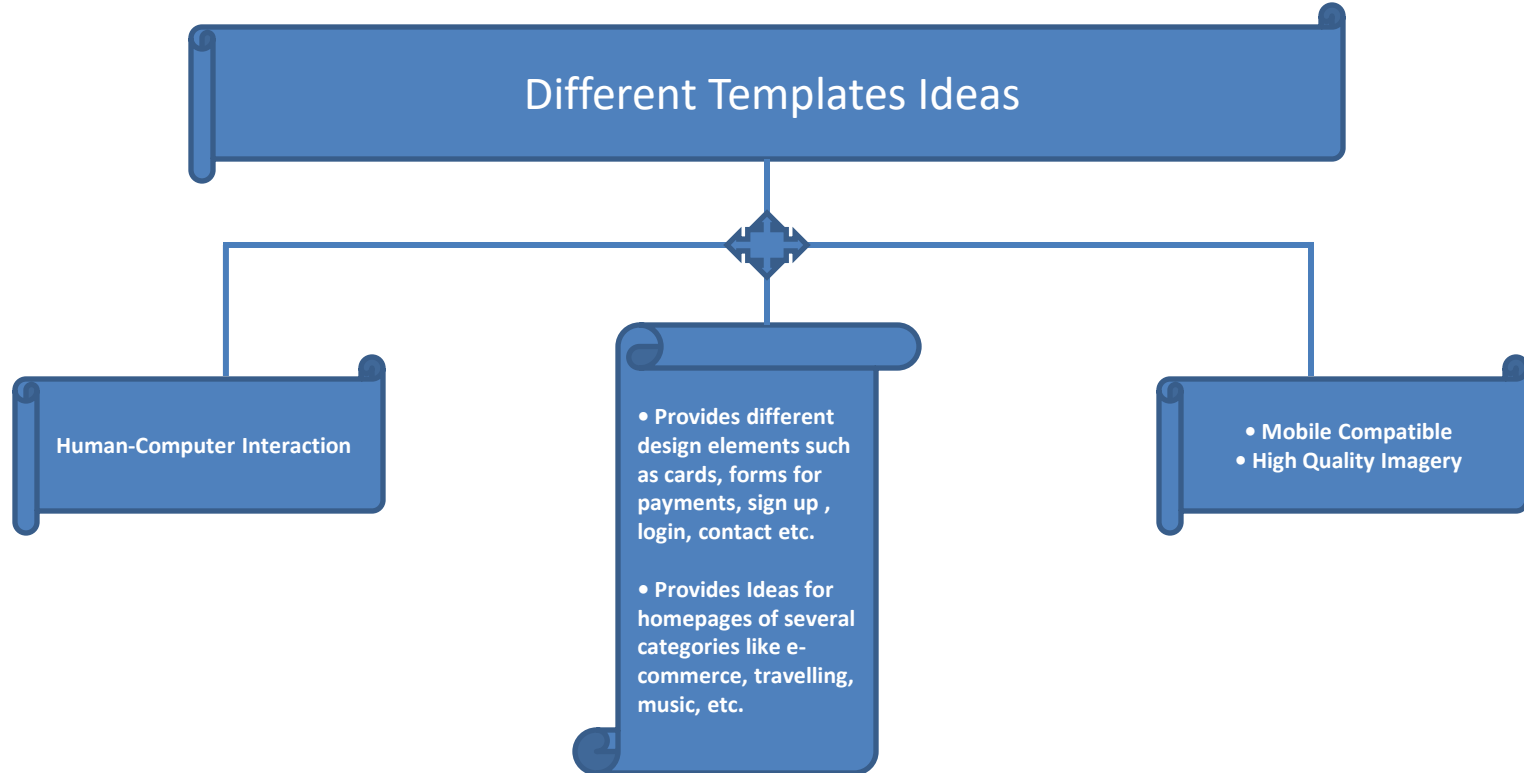 Different Templates Ideas
Human-Computer Interaction
• Provides different
design elements such
as cards, forms for
payments, sign up ,
login, contact etc.
• Provides Ideas for
homepages of several
categories like e-
commerce, travelling,
music, etc.
• Mobile Compatible
• High Quality Imagery